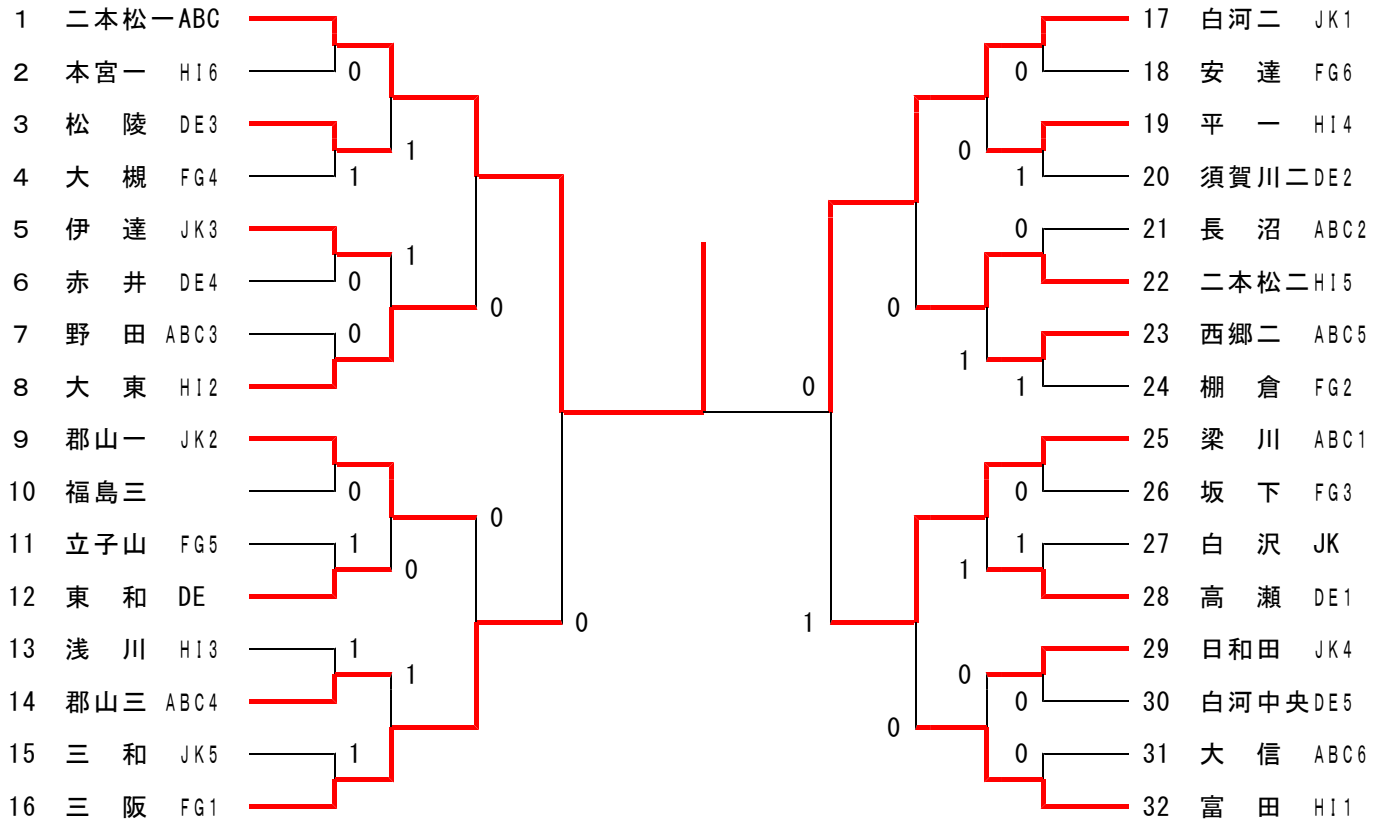 1 二本松一ABC
2 本宮一 HI6
0
3 松 陵 DE3
1
4 大 槻 FG4
1
5 伊 達 JK3
1
6 赤 井 DE4
0
0
7 野 田 ABC3
0
8 大 東 HI2
9 郡山一 JK2
10 福島三
0
0
11 立子山 FG5
1
0
12 東 和 DE
13 浅 川 HI3
1
0
1
14 郡山三 ABC4
15 三 和 JK5
1
16 三 阪 FG1
17 白河二 JK1
0
18 安 達 FG6
19 平 一 HI4
0
1
20 須賀川二DE2
0
21 長 沼 ABC2
22 二本松二HI5
0
23 西郷二 ABC5
1
0
1
24 棚 倉 FG2
25 梁 川 ABC1
0
26 坂 下 FG3
1
27 白 沢 JK
1
28 高 瀬 DE1
1
29 日和田 JK4
0
0
30 白河中央DE5
0
0
31 大 信 ABC6
32 富 田 HI1